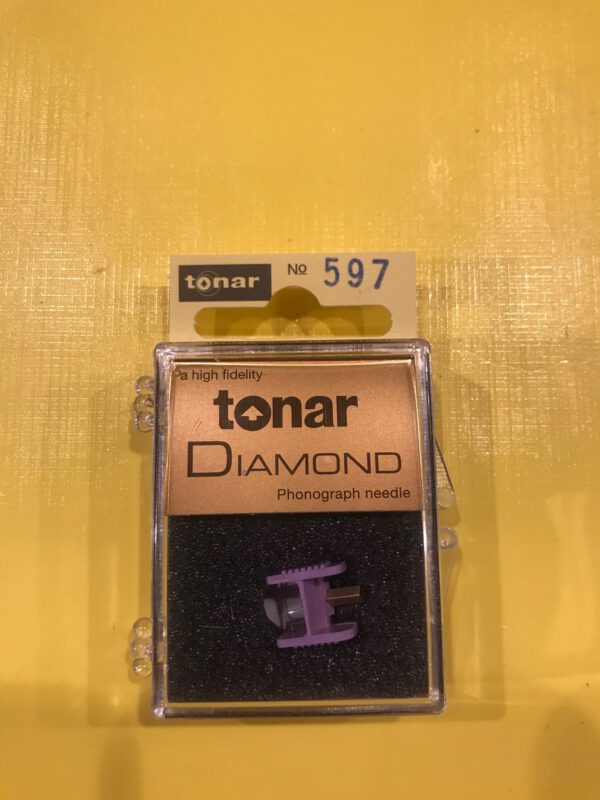 tonar No 597
a high fidelity
tonar
DIAMOND
Phonograph needle